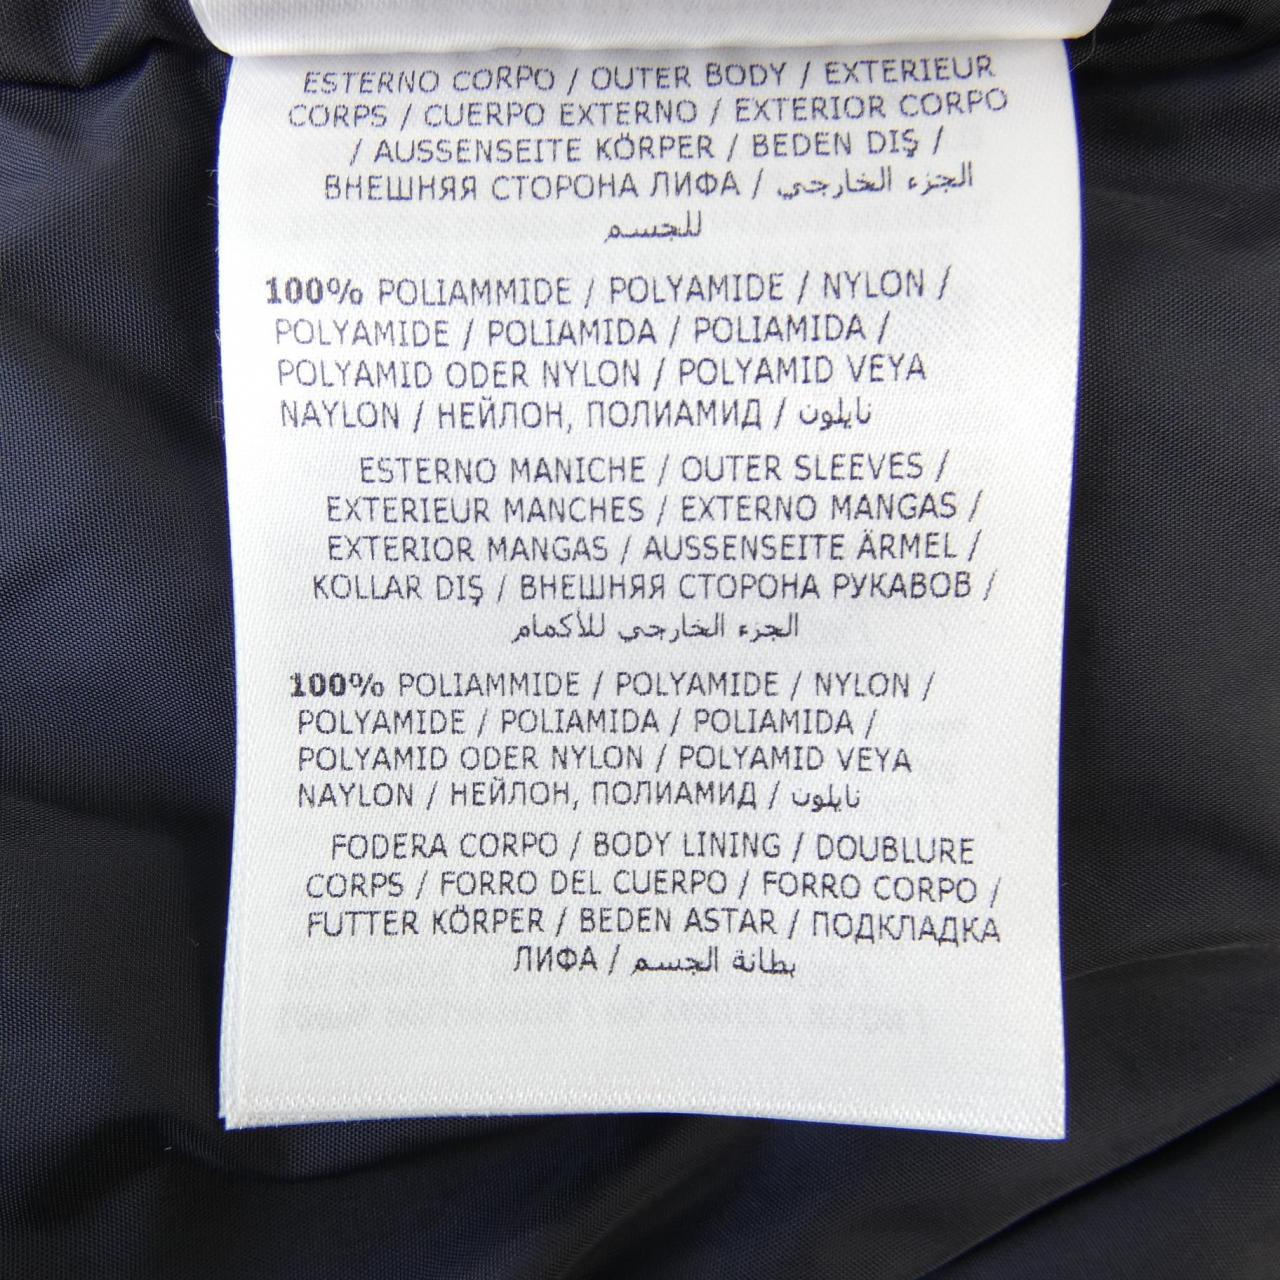 ESTERNO CORPO / OUTER BODY / EXTERIEUR
CORPS / CUERPO EXTERNO / EXTERIOR CORPO
/ AUSSENSEITE KÖRPER / BEDEN DIŞ /
ВНЕШНЯЯ СТОРОНА ЛИФА / الجزء الخارجي
للجسم
100% POLIAMMIDE / POLYAMIDE / NYLON /
POLYAMIDE / POLIAMIDA / POLIAMIDA /
POLYAMID ODER NYLON / POLYAMID VEYA
NAYLON / НЕЙЛОН, ПОЛИАМИД / نايلون
ESTERNO MANICHE / OUTER SLEEVES /
EXTERIEUR MANCHES / EXTERNO MANGAS /
EXTERIOR MANGAS / AUSSENSEITE ÄRMEL /
KOLLAR DIŞ / ВНЕШНЯЯ СТОРОНА РУКАВОВ /
الجزء الخارجي للأكمام
100% POLIAMMIDE / POLYAMIDE / NYLON /
POLYAMIDE / POLIAMIDA / POLIAMIDA /
POLYAMID ODER NYLON / POLYAMID VEYA
NAYLON / НЕЙЛОН, ПОЛИАМИД / نايلون
FODERA CORPO / BODY LINING / DOUBLURE
CORPS / FORRO DEL CUERPO / FORRO CORPO /
FUTTER KÖRPER / BEDEN ASTAR / ПОДКЛАДКА
ЛИФА / بطانة الجسم